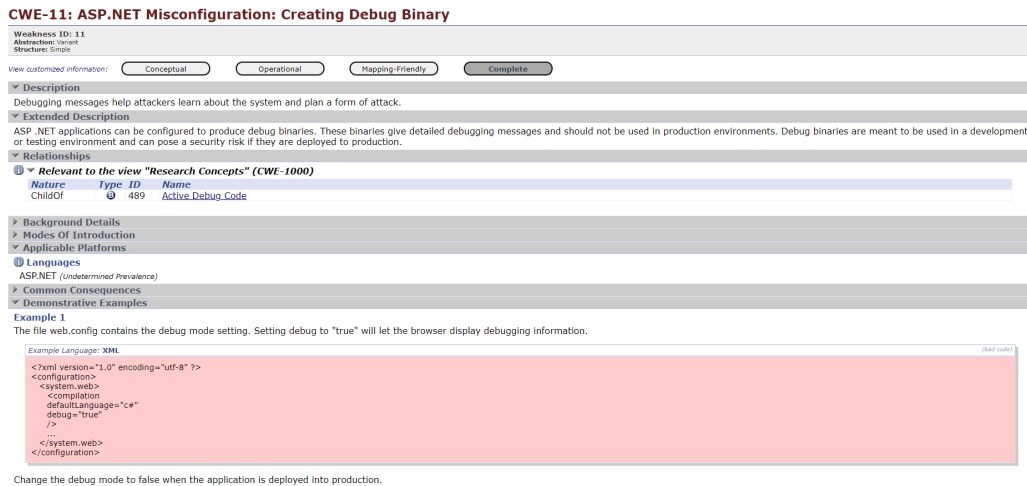 CWE-11: ASP.NET Misconfiguration: Creating Debug Binary
Weakness ID: 11
Abstraction: Variant
Structure: Simple
View customized information:
Conceptual
Operational
Mapping-Friendly
Complete
Description
Debugging messages help attackers learn about the system and plan a form of attack.
Extended Description
ASP .NET applications can be configured to produce debug binaries. These binaries give detailed debugging messages and should not be used in production environments. Debug binaries are meant to be used in a development
or testing environment and can pose a security risk if they are deployed to production.
Relationships
Relevant to the view "Research Concepts" (CWE-1000)
Nature Type ID Name
ChildOf B 489 Active Debug Code
Background Details
Modes Of Introduction
Applicable Platforms
Languages
ASP.NET (Undetermined Prevalence)
Common Consequences
Demonstrative Examples
Example 1
The file web.config contains the debug mode setting. Setting debug to "true" will let the browser display debugging information.
Example Language: XML (bad code)
<?xml version="1.0" encoding="utf-8" ?>
<configuration>
<system.web>
<compilation
defaultLanguage="c#"
debug="true"
/>
...
</system.web>
</configuration>
Change the debug mode to false when the application is deployed into production.